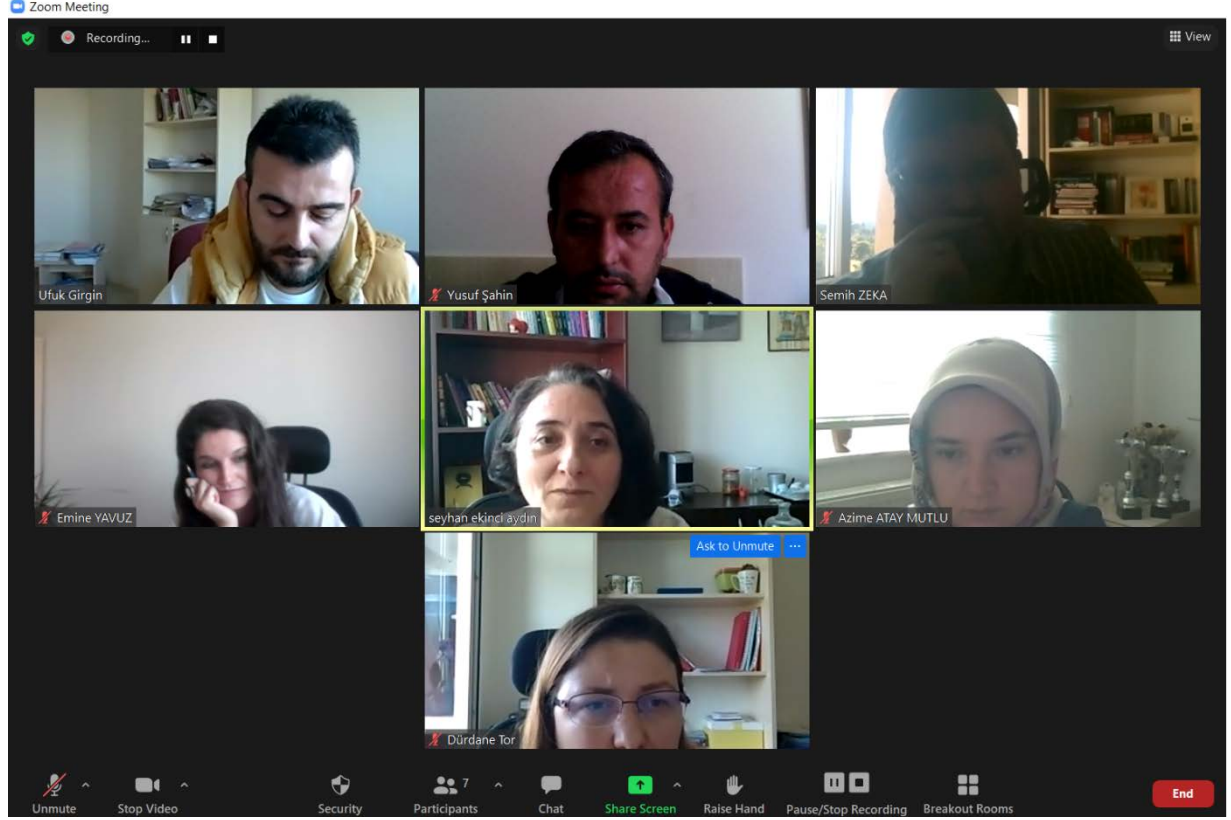 Zoom Meeting
Recording...
View
Ufuk Girgin
Yusuf Şahin
Semih ZEKA
Emine YAVUZ
seyhan ekinci aydın
Azime ATAY MUTLU
Ask to Unmute ...
Dürdane Tor
7
Unmute
Stop Video
Security
Participants
Chat
Share Screen
Raise Hand
Pause/Stop Recording
Breakout Rooms
End